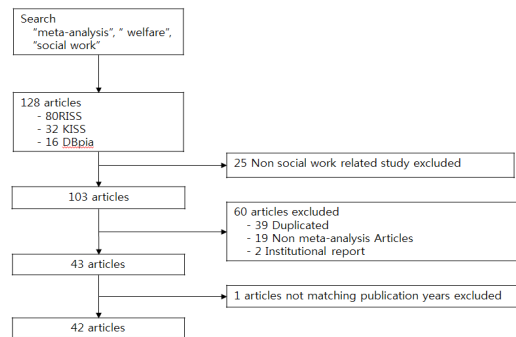 Search
"meta-analysis", " welfare",
"social work"
128 articles
- 80RISS
- 32 KISS
- 16 DBpia
25 Non social work related study excluded
103 articles
60 articles excluded
- 39 Duplicated
- 19 Non meta-analysis Articles
- 2 Institutional report
43 articles
1 articles not matching publication years excluded
42 articles